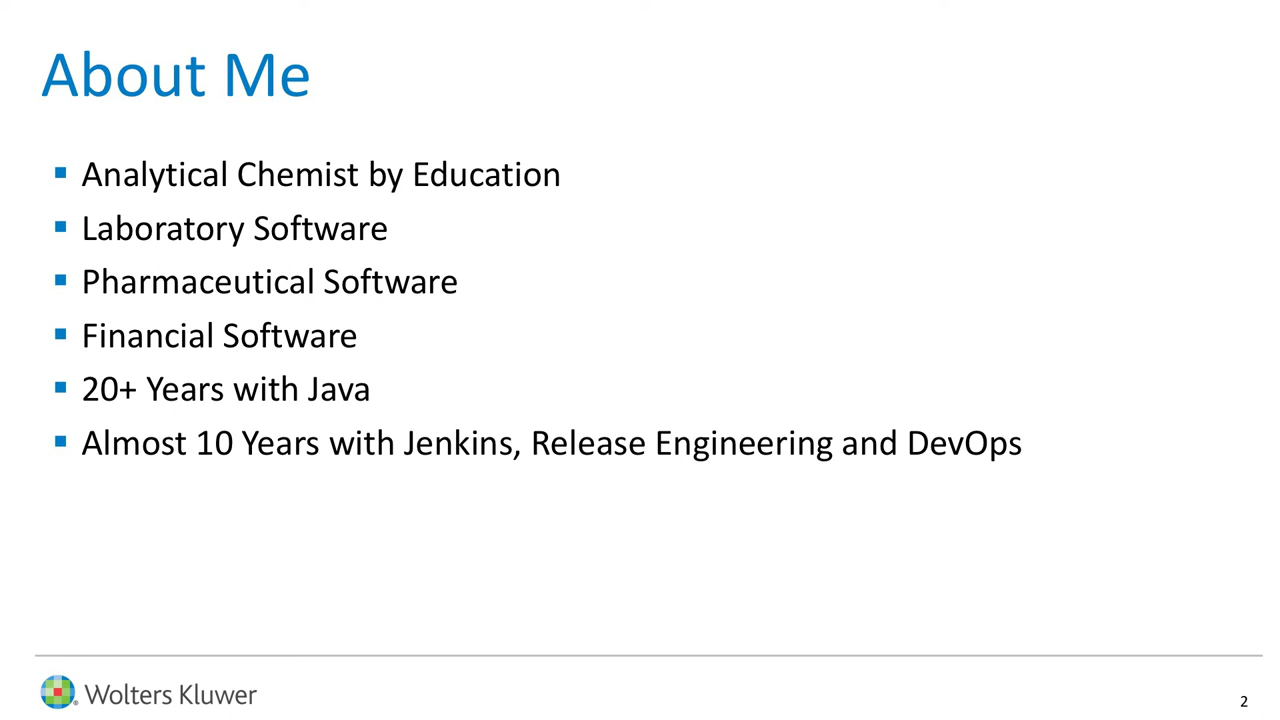 About Me
Analytical Chemist by Education
Laboratory Software
Pharmaceutical Software
Financial Software
20+ Years with Java
Almost 10 Years with Jenkins, Release Engineering and DevOps
Wolters Kluwer
2